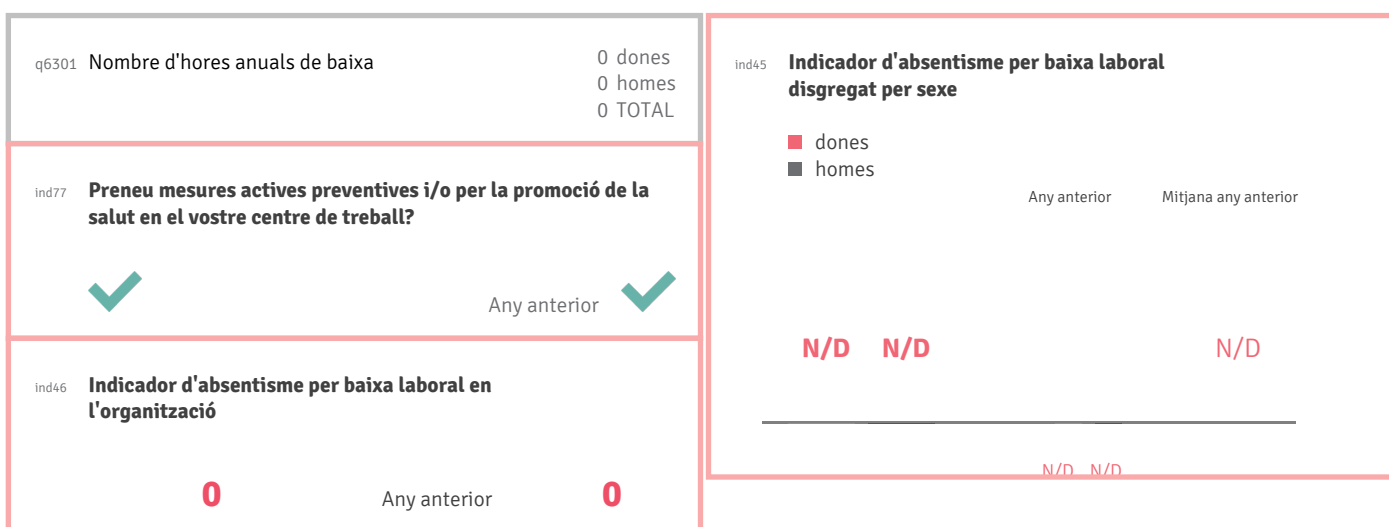 q6301 Nombre d'hores anuals de baixa
0 dones
0 homes
0 TOTAL
ind77 Preneu mesures actives preventives i/o per la promoció de la
salut en el vostre centre de treball?
Any anterior
ind46 Indicador d'absentisme per baixa laboral en
l'organització
0 Any anterior 0
ind45 Indicador d'absentisme per baixa laboral
disgregat per sexe
dones
homes
Any anterior Mitjana any anterior
N/D N/D N/D
N/D N/D